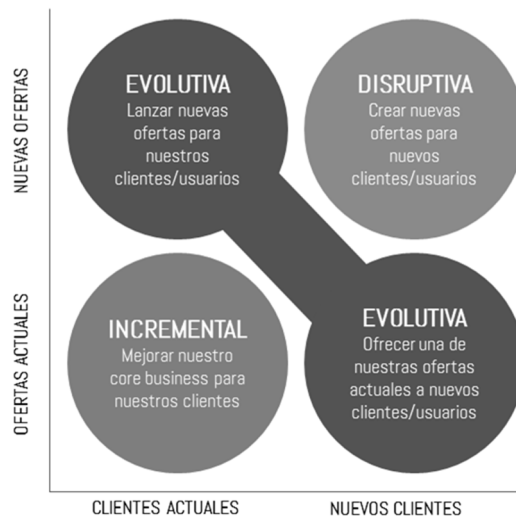 NUEVAS OFERTAS
EVOLUTIVA
Lanzar nuevas
ofertas para
nuestros
clientes/usuarios
DISRUPTIVA
Crear nuevas
ofertas para
nuevos
clientes/usuarios
OFERTAS ACTUALES
INCREMENTAL
Mejorar nuestro
core business para
nuestros clientes
EVOLUTIVA
Ofrecer una de
nuestras ofertas
actuales a nuevos
clientes/usuarios
CLIENTES ACTUALES
NUEVOS CLIENTES